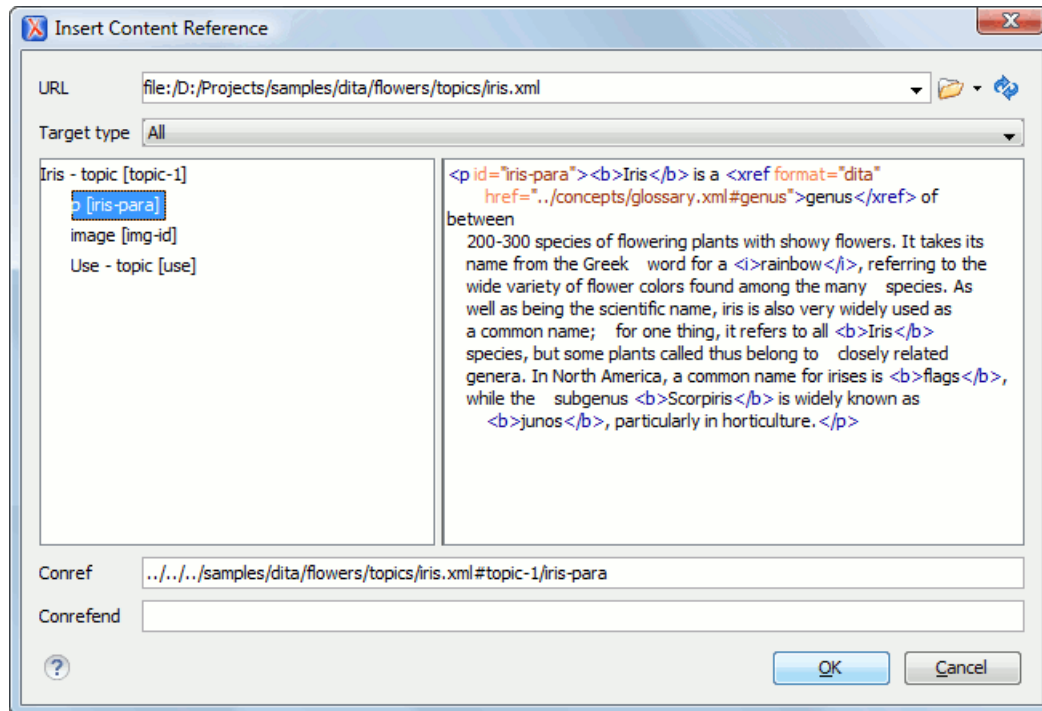 Insert Content Reference
URL file:/D:/Projects/samples/dita/flowers/topics/iris.xml
Target type All
Iris - topic [topic-1]
p [iris-para]
image [img-id]
Use - topic [use]
<p id="iris-para"><b>Iris</b> is a <xref format="dita"
href="../concepts/glossary.xml#genus">genus</xref> of
between
200-300 species of flowering plants with showy flowers. It takes its
name from the Greek word for a <i>rainbow</i>, referring to the
wide variety of flower colors found among the many species. As
well as being the scientific name, iris is also very widely used as
a common name; for one thing, it refers to all <b>Iris</b>
species, but some plants called thus belong to closely related
genera. In North America, a common name for irises is <b>flags</b>,
while the subgenus <b>Scorpiris</b> is widely known as
<b>junos</b>, particularly in horticulture.</p>
Conref ../../../samples/dita/flowers/topics/iris.xml#topic-1/iris-para
Conrefend
? OK Cancel